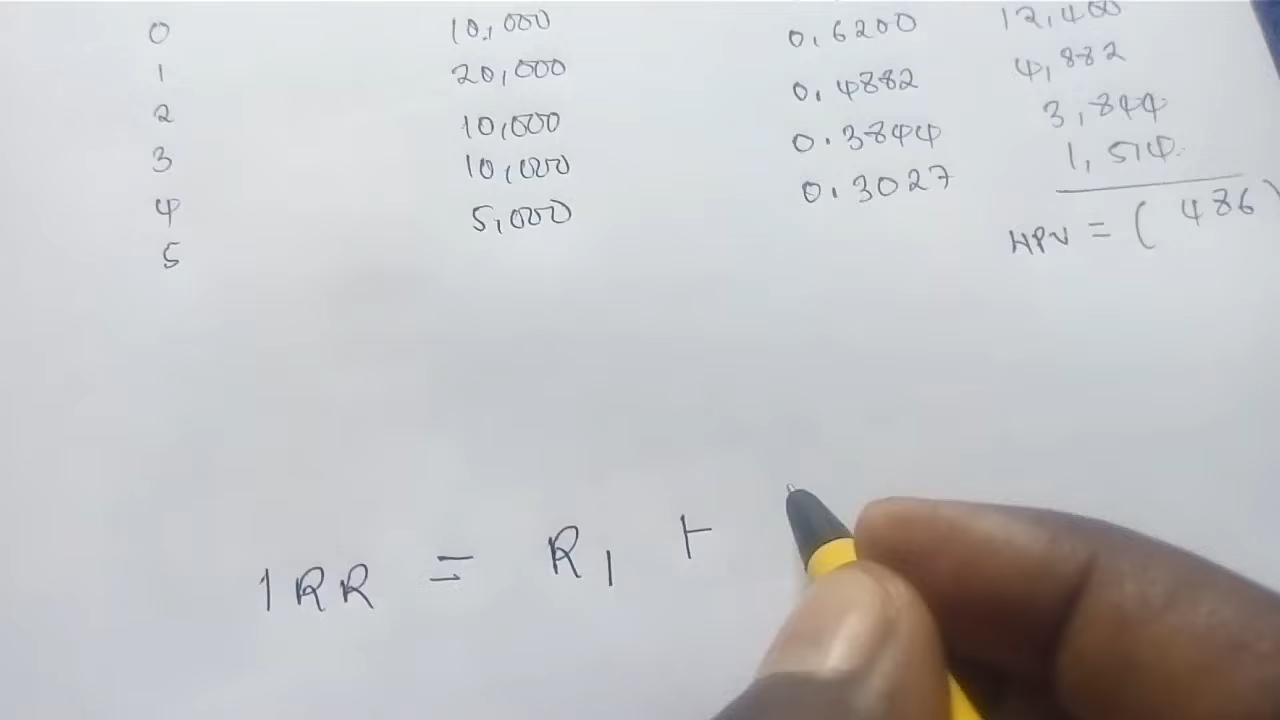 0 10,000 0.6200 12,400
1 20,000 0.4882 4,882
2 10,000 0.3844 3,844
3 10,000 0.3027 1,514
4 5,000 NPV = ( 486 )
5
IRR = R1 +